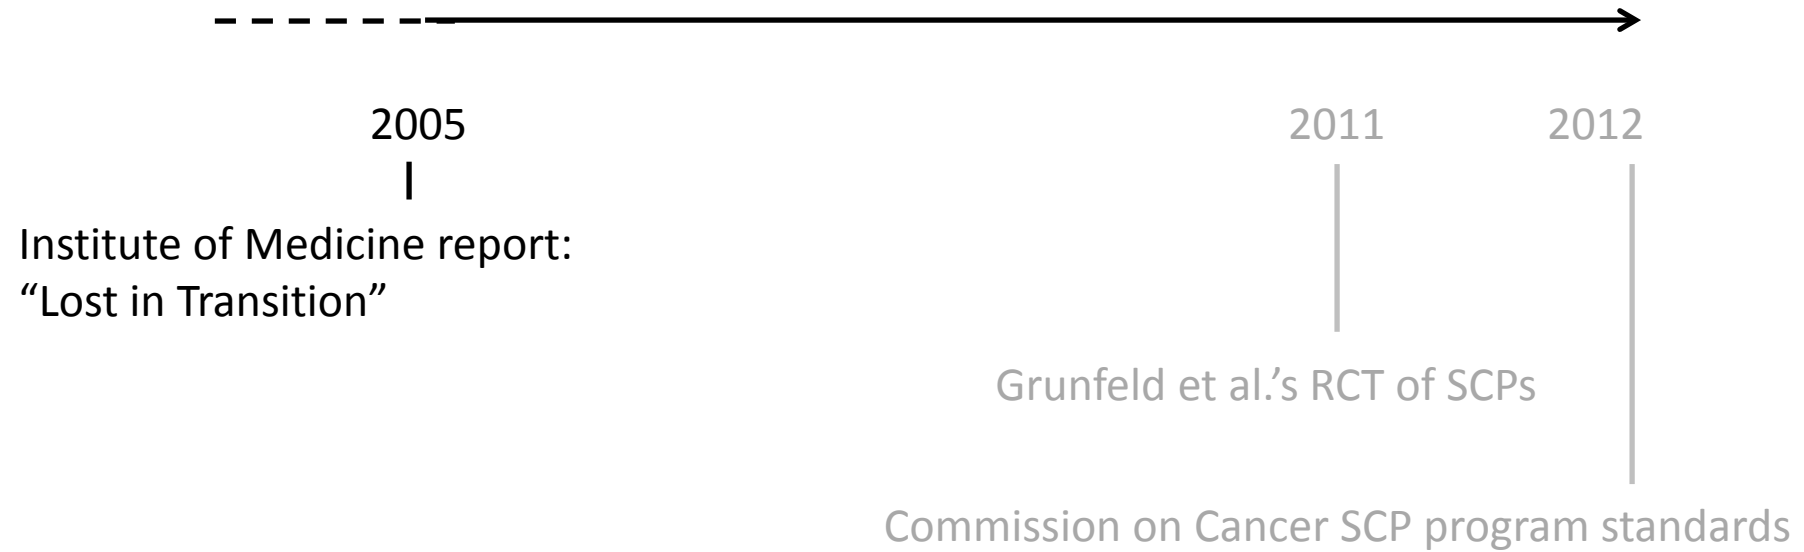 2005
2011
2012
Institute of Medicine report:
“Lost in Transition”
Grunfeld et al.’s RCT of SCPs
Commission on Cancer SCP program standards